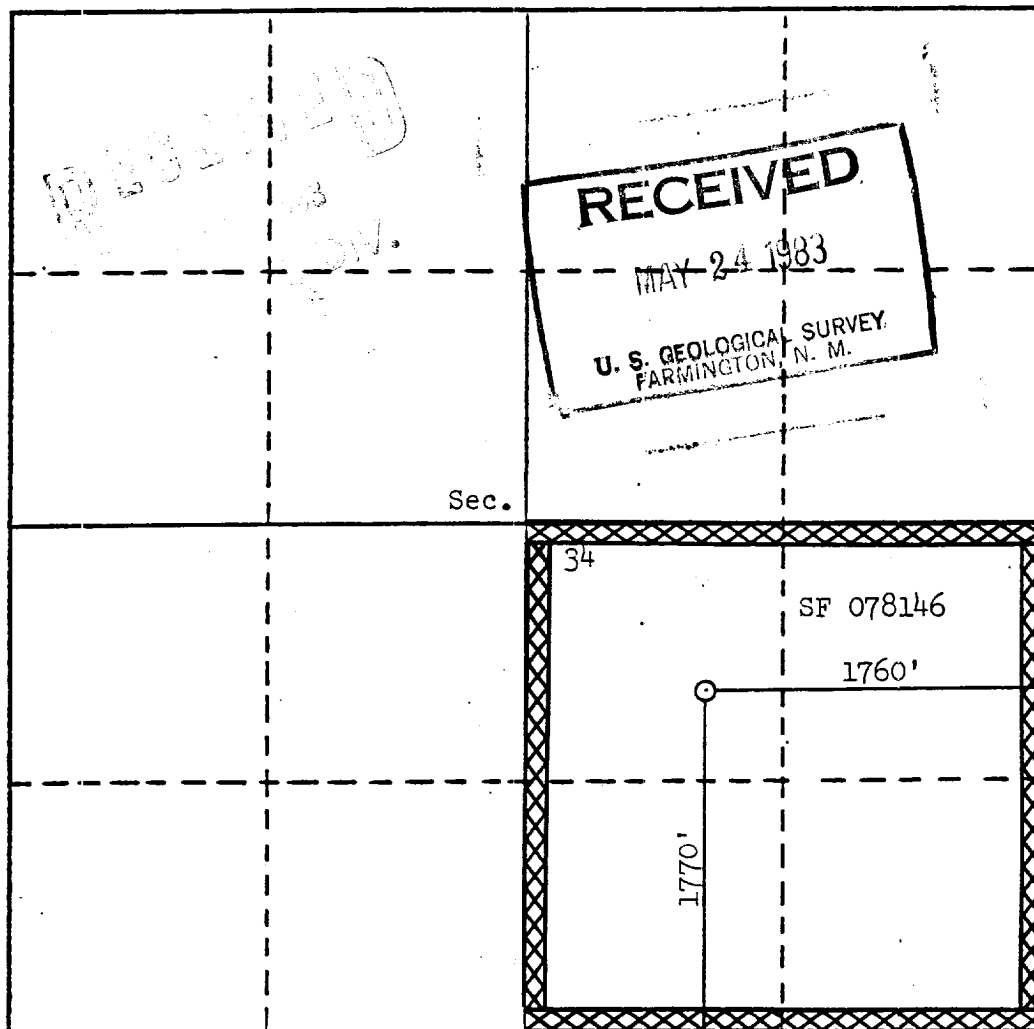 RECEIVED
MAY 24 1983
U. S. GEOLOGICAL SURVEY
FARMINGTON, N. M.
Sec.
34
SF 078146
1760'
1770'